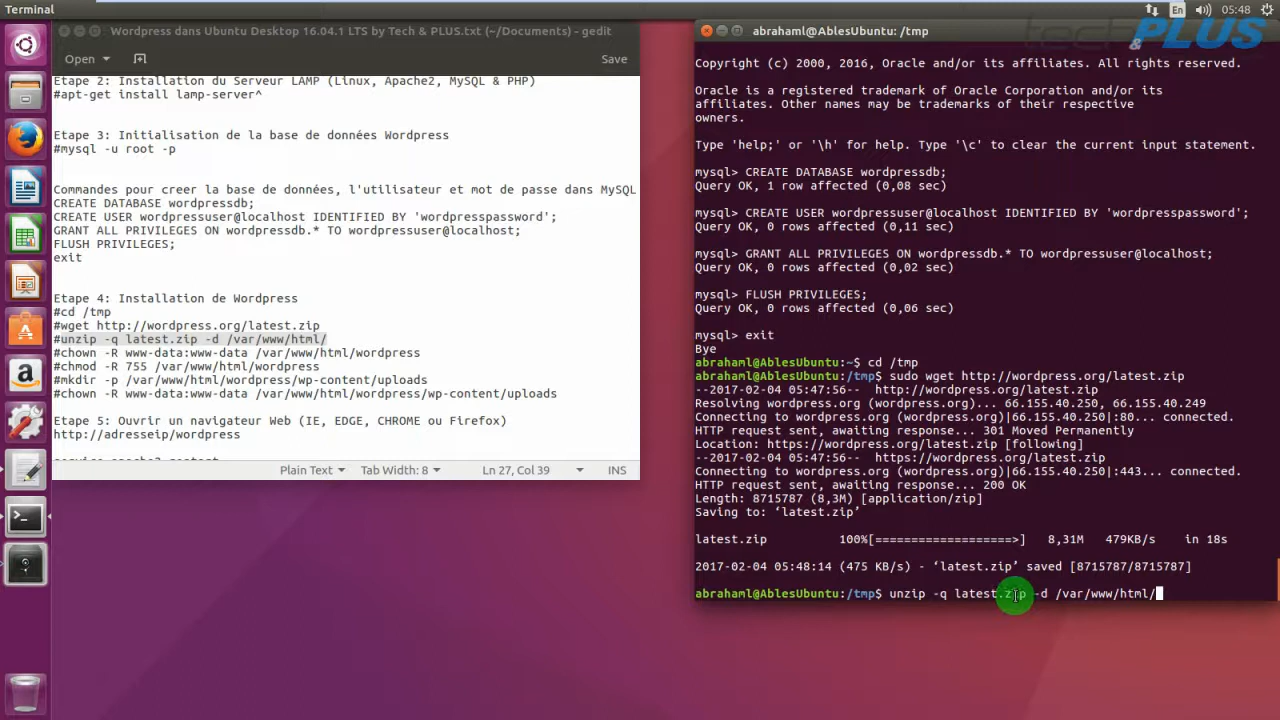 Terminal
En
05:48
Wordpress dans Ubuntu Desktop 16.04.1 LTS by Tech & PLUS.txt (~/Documents) - gedit
Open
Save
Etape 2: Installation du Serveur LAMP (Linux, Apache2, MySQL & PHP)
#apt-get install lamp-server^
Etape 3: Initialisation de la base de données Wordpress
#mysql -u root -p
Commandes pour creer la base de données, l'utilisateur et mot de passe dans MySQL
CREATE DATABASE wordpressdb;
CREATE USER wordpressuser@localhost IDENTIFIED BY 'wordpresspassword';
GRANT ALL PRIVILEGES ON wordpressdb.* TO wordpressuser@localhost;
FLUSH PRIVILEGES;
exit
Etape 4: Installation de Wordpress
#cd /tmp
#wget http://wordpress.org/latest.zip
#unzip -q latest.zip -d /var/www/html/
#chown -R www-data:www-data /var/www/html/wordpress
#chmod -R 755 /var/www/html/wordpress
#mkdir -p /var/www/html/wordpress/wp-content/uploads
#chown -R www-data:www-data /var/www/html/wordpress/wp-content/uploads
Etape 5: Ouvrir un navigateur Web (IE, EDGE, CHROME ou Firefox)
http://adresseip/wordpress
Plain Text
Tab Width: 8
Ln 27, Col 39
INS
abrahaml@AblesUbuntu: /tmp
tech & PLUS
Copyright (c) 2000, 2016, Oracle and/or its affiliates. All rights reserved.
Oracle is a registered trademark of Oracle Corporation and/or its
affiliates. Other names may be trademarks of their respective
owners.
Type 'help;' or '\h' for help. Type '\c' to clear the current input statement.
mysql> CREATE DATABASE wordpressdb;
Query OK, 1 row affected (0,08 sec)
mysql> CREATE USER wordpressuser@localhost IDENTIFIED BY 'wordpresspassword';
Query OK, 0 rows affected (0,11 sec)
mysql> GRANT ALL PRIVILEGES ON wordpressdb.* TO wordpressuser@localhost;
Query OK, 0 rows affected (0,02 sec)
mysql> FLUSH PRIVILEGES;
Query OK, 0 rows affected (0,06 sec)
mysql> exit
Bye
abrahaml@AblesUbuntu:~$ cd /tmp
abrahaml@AblesUbuntu:/tmp$ sudo wget http://wordpress.org/latest.zip
--2017-02-04 05:47:56-- http://wordpress.org/latest.zip
Resolving wordpress.org (wordpress.org)... 66.155.40.250, 66.155.40.249
Connecting to wordpress.org (wordpress.org)|66.155.40.250|:80... connected.
HTTP request sent, awaiting response... 301 Moved Permanently
Location: https://wordpress.org/latest.zip [following]
--2017-02-04 05:47:56-- https://wordpress.org/latest.zip
Connecting to wordpress.org (wordpress.org)|66.155.40.250|:443... connected.
HTTP request sent, awaiting response... 200 OK
Length: 8715787 (8,3M) [application/zip]
Saving to: ‘latest.zip’
latest.zip 100%[===================>] 8,31M 479KB/s in 18s
2017-02-04 05:48:14 (475 KB/s) - ‘latest.zip’ saved [8715787/8715787]
abrahaml@AblesUbuntu:/tmp$ unzip -q latest.zip -d /var/www/html/